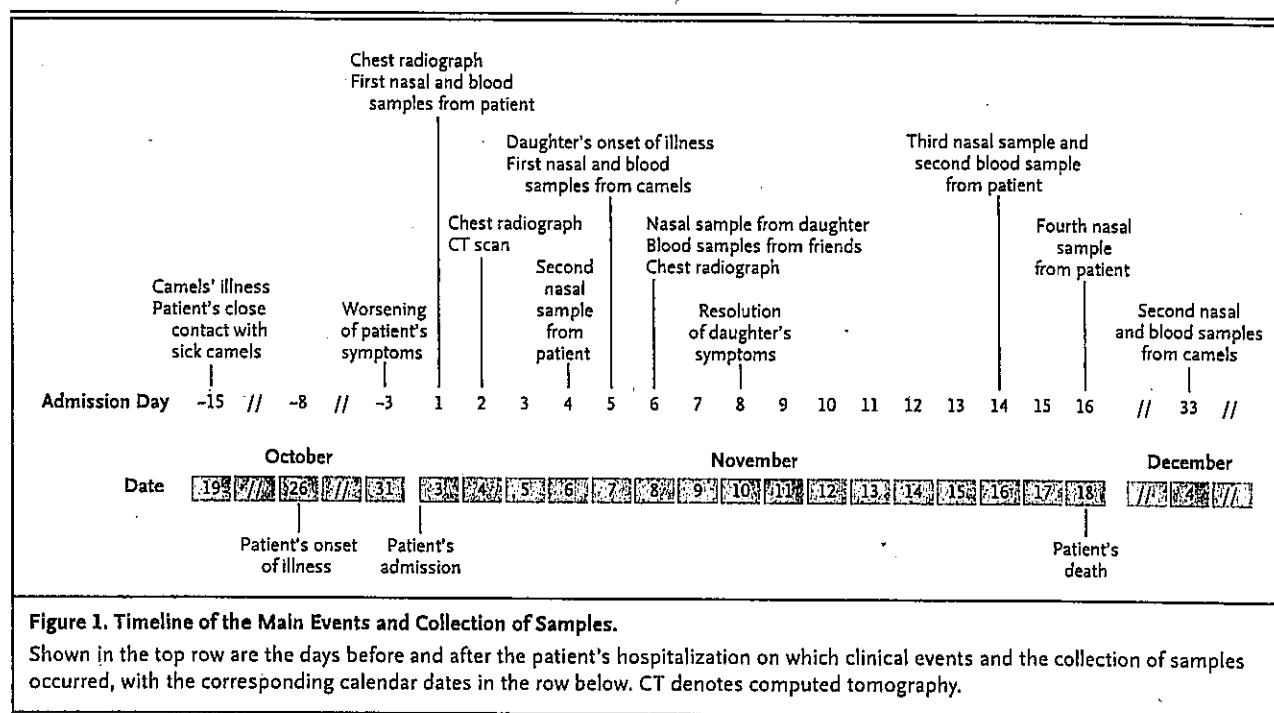 Chest radiograph
First nasal and blood
samples from patient
Daughter's onset of illness
First nasal and blood
samples from camels
Third nasal sample and
second blood sample
from patient
Chest radiograph
CT scan
Nasal sample from daughter
Blood samples from friends
Chest radiograph
Fourth nasal
sample
from patient
Camels' illness
Patient's close
contact with
sick camels
Worsening
of patient's
symptoms
Second
nasal
sample
from
patient
Resolution
of daughter's
symptoms
Second nasal
and blood samples
from camels
Admission Day –15 // –8 // –3 1 2 3 4 5 6 7 8 9 10 11 12 13 14 15 16 // 33 //
October November December
Date 19 // 26 // 31 3 4 5 6 7 8 9 10 11 12 13 14 15 16 17 18 // 4 //
Patient's onset
of illness
Patient's
admission
Patient's
death
Figure 1. Timeline of the Main Events and Collection of Samples.
Shown in the top row are the days before and after the patient's hospitalization on which clinical events and the collection of samples
occurred, with the corresponding calendar dates in the row below. CT denotes computed tomography.